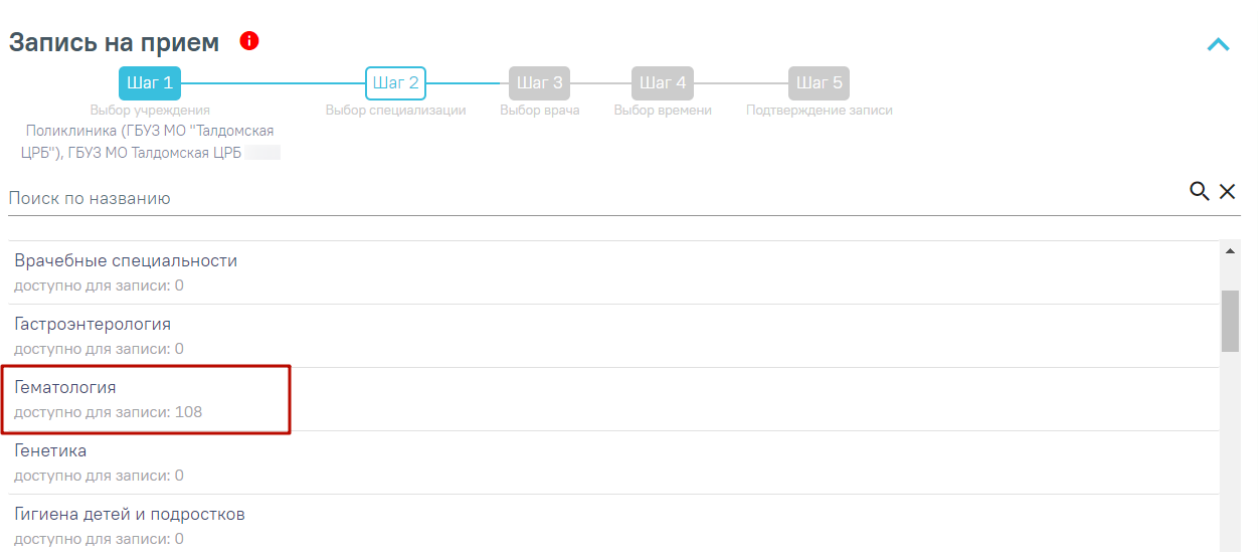 Запись на прием
Шаг 1
Шаг 2
Шаг 3
Шаг 4
Шаг 5
Выбор учреждения
Выбор специализации
Выбор врача
Выбор времени
Подтверждение записи
Поликлиника (ГБУЗ МО "Талдомская
ЦРБ"), ГБУЗ МО Талдомская ЦРБ
Поиск по названию
Врачебные специальности
доступно для записи: 0
Гастроэнтерология
доступно для записи: 0
Гематология
доступно для записи: 108
Генетика
доступно для записи: 0
Гигиена детей и подростков
доступно для записи: 0